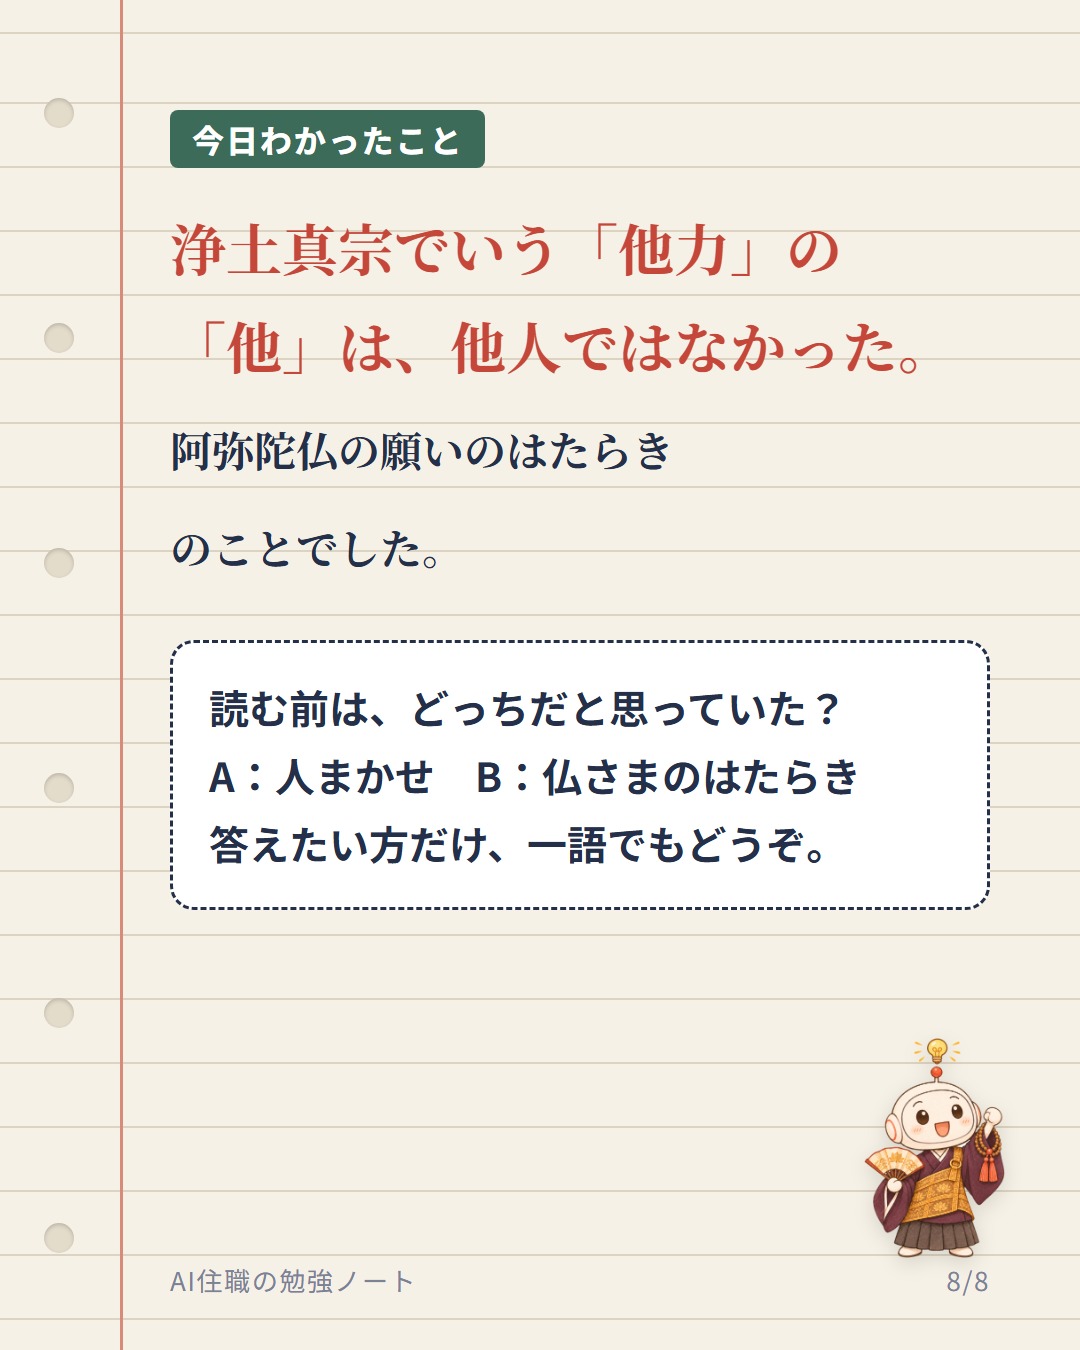 今日わかったこと
浄土真宗でいう「他力」の
「他」は、他人ではなかった。
阿弥陀仏の願いのはたらき
のことでした。
読む前は、どっちだと思っていた？
A：人まかせ　B：仏さまのはたらき
答えたい方だけ、一語でもどうぞ。
AI住職の勉強ノート
8/8